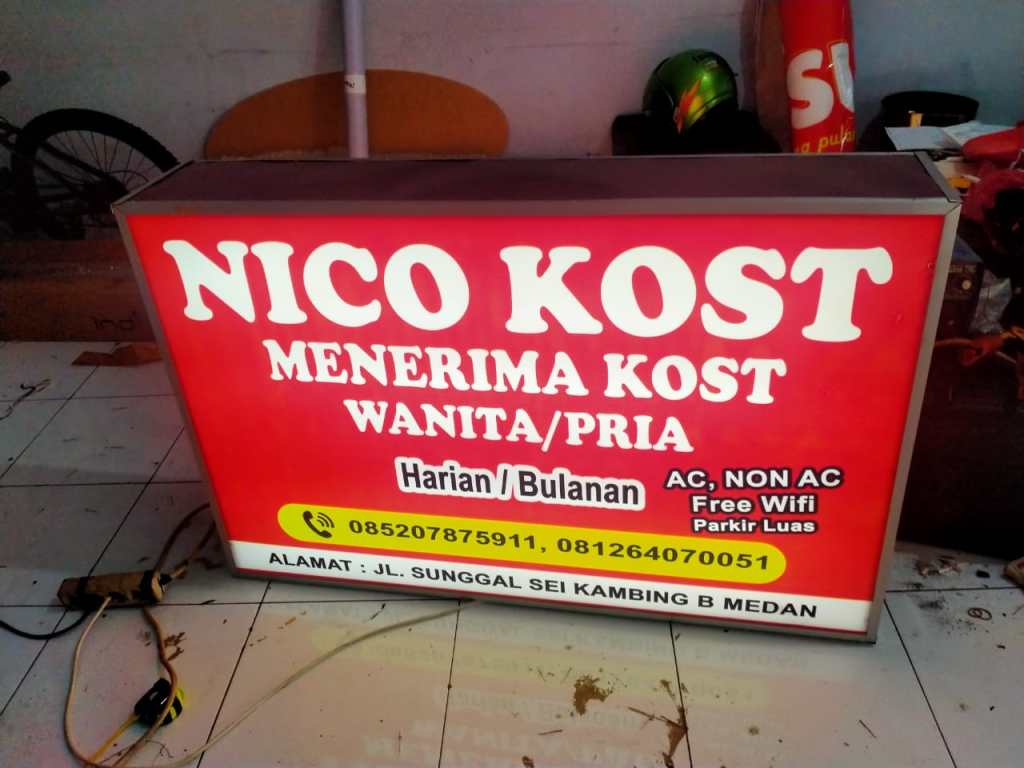 NICO KOST
MENERIMA KOST
WANITA/PRIA
Harian / Bulanan
AC, NON AC
Free Wifi
Parkir Luas
085207875911, 081264070051
ALAMAT : JL. SUNGGAL SEI KAMBING B MEDAN